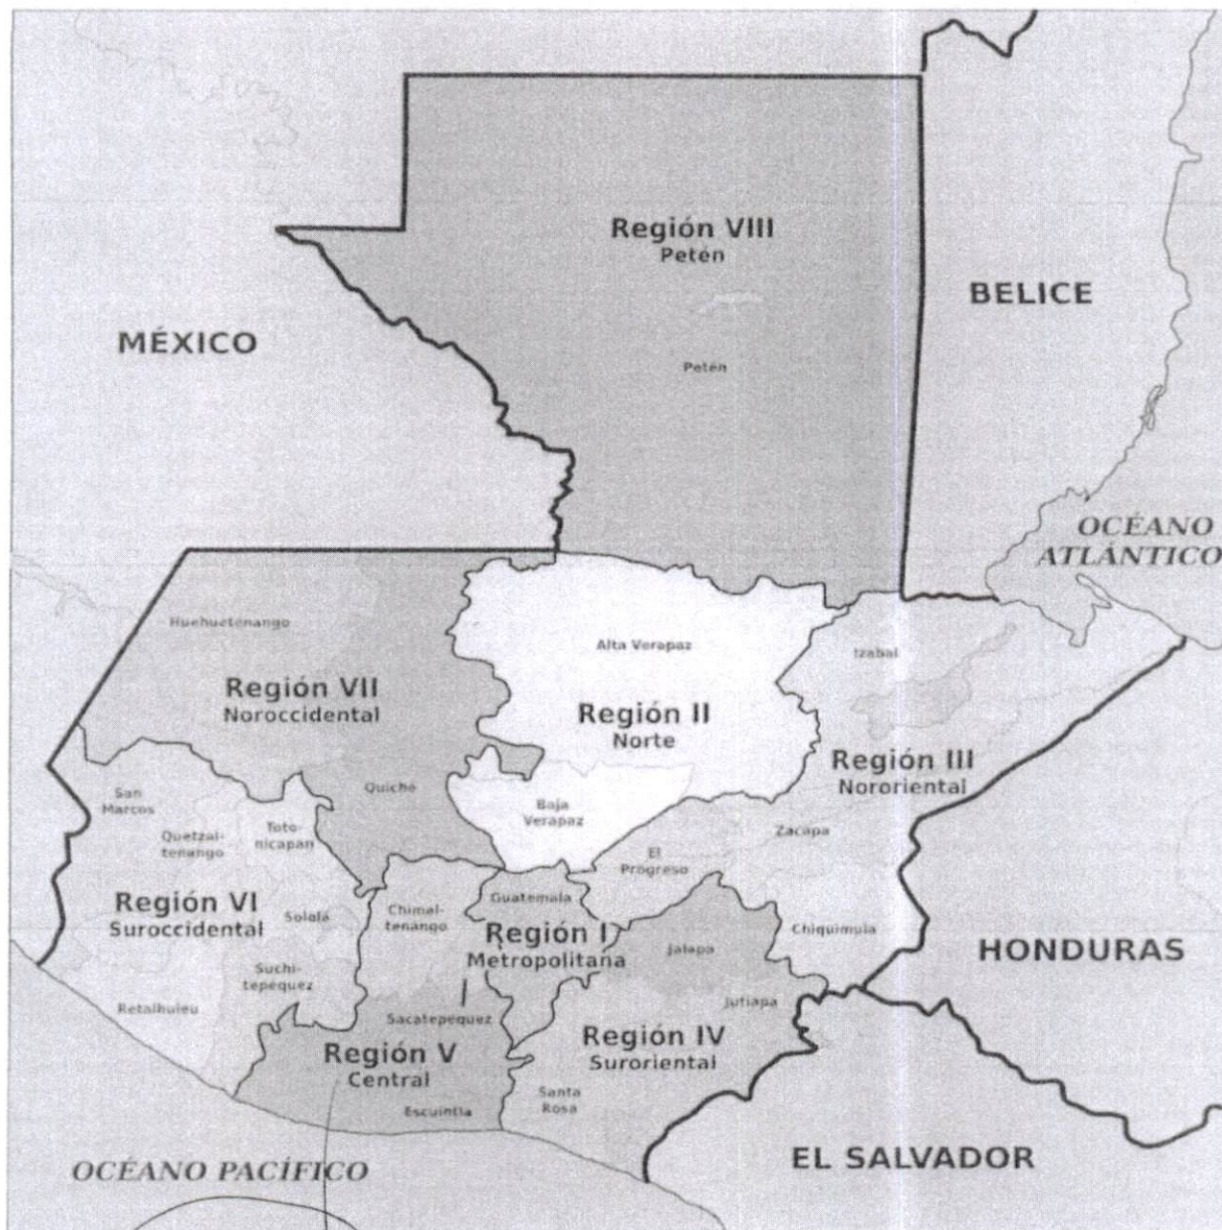 Región VIII
Petén
BELICE
MÉXICO
Petén
OCÉANO
ATLÁNTICO
Huehuetenango
Alta Verapaz
Izabal
Región VII
Noroccidental
Región II
Norte
Región III
Nororiental
San
Marcos
Quiché
Baja
Verapaz
Quetzal-
tenango
Toto-
nicapán
Zacapa
El
Progreso
Guatemala
Región VI
Suroccidental
Sololá
Chimal-
tenango
Región I
Metropolitana
Jalapa
Chiquimula
HONDURAS
Suchi-
tepéquez
Retalhuleu
Sacatepéquez
Jutiapa
Región V
Central
Región IV
Suroriental
Escuintla
Santa
Rosa
OCÉANO PACÍFICO
EL SALVADOR